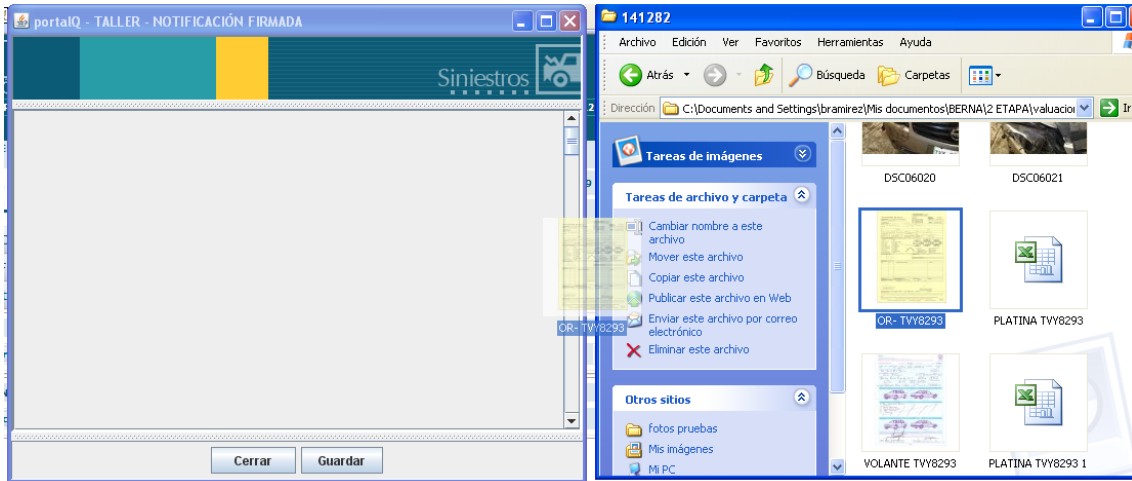 portalQ - TALLER - NOTIFICACIÓN FIRMADA
Siniestros
Cerrar
Guardar
141282
Archivo Edición Ver Favoritos Herramientas Ayuda
Atrás Búsqueda Carpetas
Dirección C:\Documents and Settings\bramirez\Mis documentos\BERNA\2 ETAPA\valuacion Ir
Tareas de imágenes
Tareas de archivo y carpeta
Cambiar nombre a este
archivo
Mover este archivo
Copiar este archivo
Publicar este archivo en Web
Enviar este archivo por correo
electrónico
Eliminar este archivo
Otros sitios
fotos pruebas
Mis imágenes
Mi PC
OR- TVY8293
DSC06020
DSC06021
OR- TVY8293
PLATINA TVY8293
VOLANTE TVY8293
PLATINA TVY8293 1